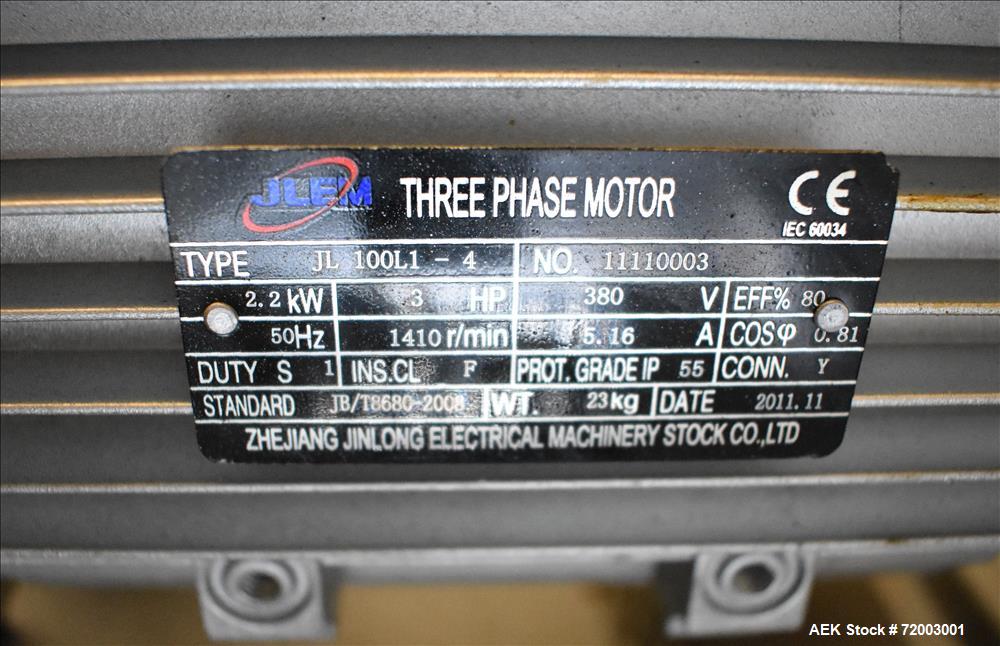 JLEM THREE PHASE MOTOR CE
IEC 60034
TYPE JL 100L1 - 4 NO. 11110003
2.2 kW 3 HP 380 V EFF% 80
50Hz 1410 r/min 5.16 A COSφ 0.81
DUTY S 1 INS.CL F PROT. GRADE IP 55 CONN. Y
STANDARD JB/T8680-2008 WT. 23kg DATE 2011.11
ZHEJIANG JINLONG ELECTRICAL MACHINERY STOCK CO.,LTD
AEK Stock # 72003001